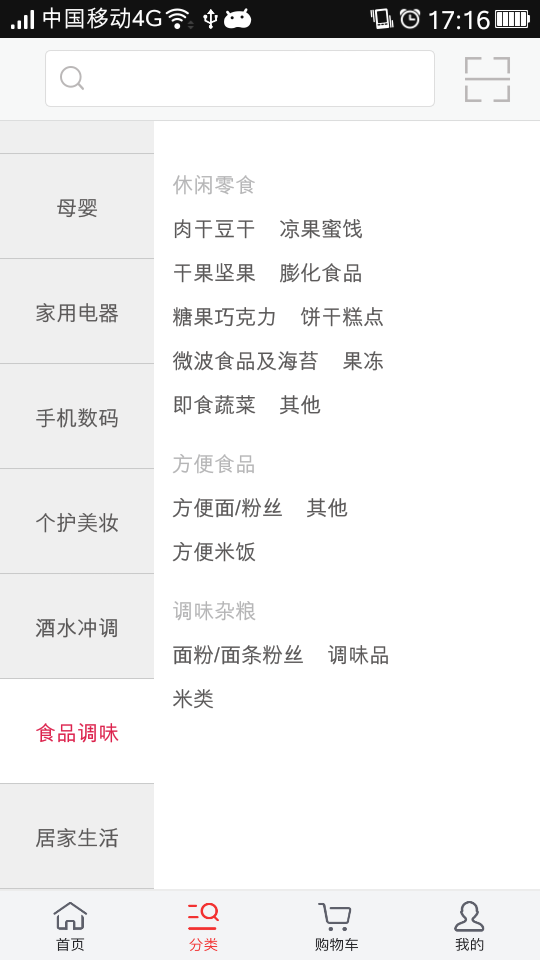 中国移动4G 17:16
母婴
家用电器
手机数码
个护美妆
酒水冲调
食品调味
居家生活
休闲零食
肉干豆干 凉果蜜饯
干果坚果 膨化食品
糖果巧克力 饼干糕点
微波食品及海苔 果冻
即食蔬菜 其他
方便食品
方便面/粉丝 其他
方便米饭
调味杂粮
面粉/面条粉丝 调味品
米类
首页 分类 购物车 我的